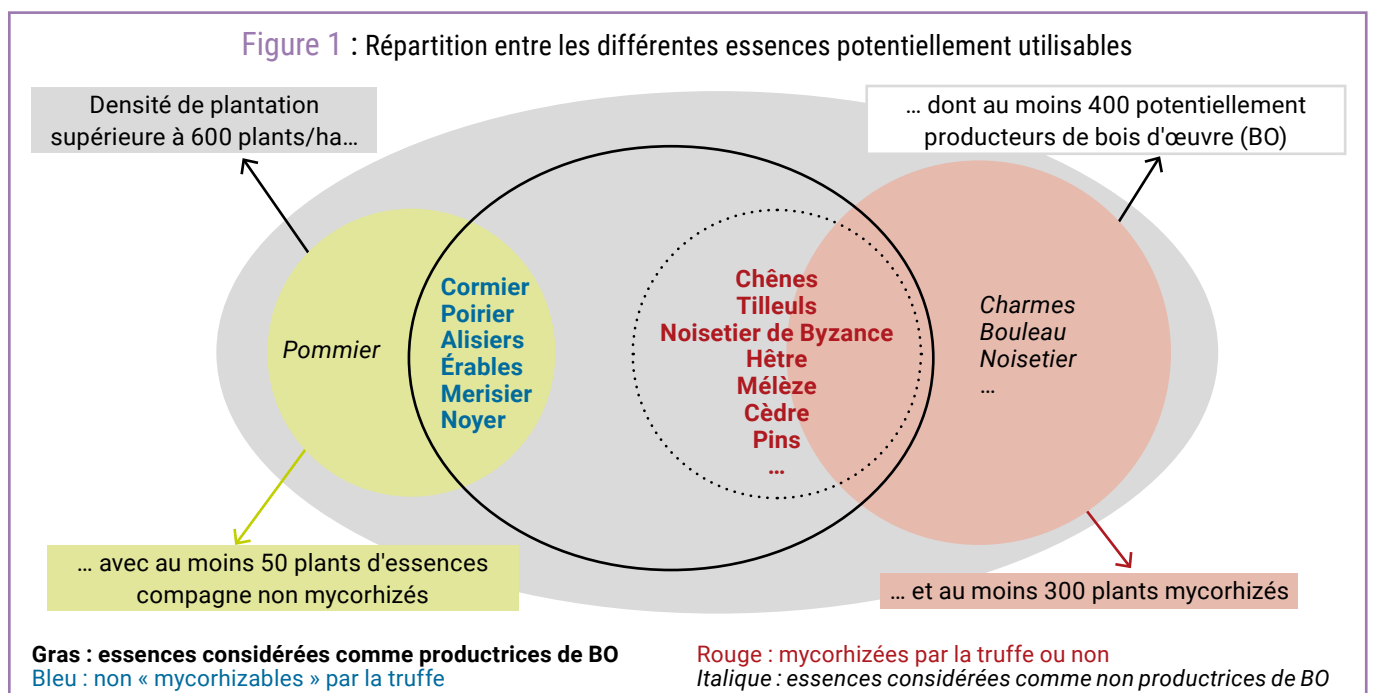 Figure 1 : Répartition entre les différentes essences potentiellement utilisables
Densité de plantation
supérieure à 600 plants/ha…
… dont au moins 400 potentiellement
producteurs de bois d'œuvre (BO)
Pommier
Cormier
Poirier
Alisiers
Érables
Merisier
Noyer
Chênes
Tilleuls
Noisetier de Byzance
Hêtre
Mélèze
Cèdre
Pins
…
Charmes
Bouleau
Noisetier
…
… avec au moins 50 plants d'essences
compagne non mycorhizés
… et au moins 300 plants mycorhizés
Gras : essences considérées comme productrices de BO
Bleu : non « mycorhizables » par la truffe
Rouge : mycorhizées par la truffe ou non
Italique : essences considérées comme non productrices de BO